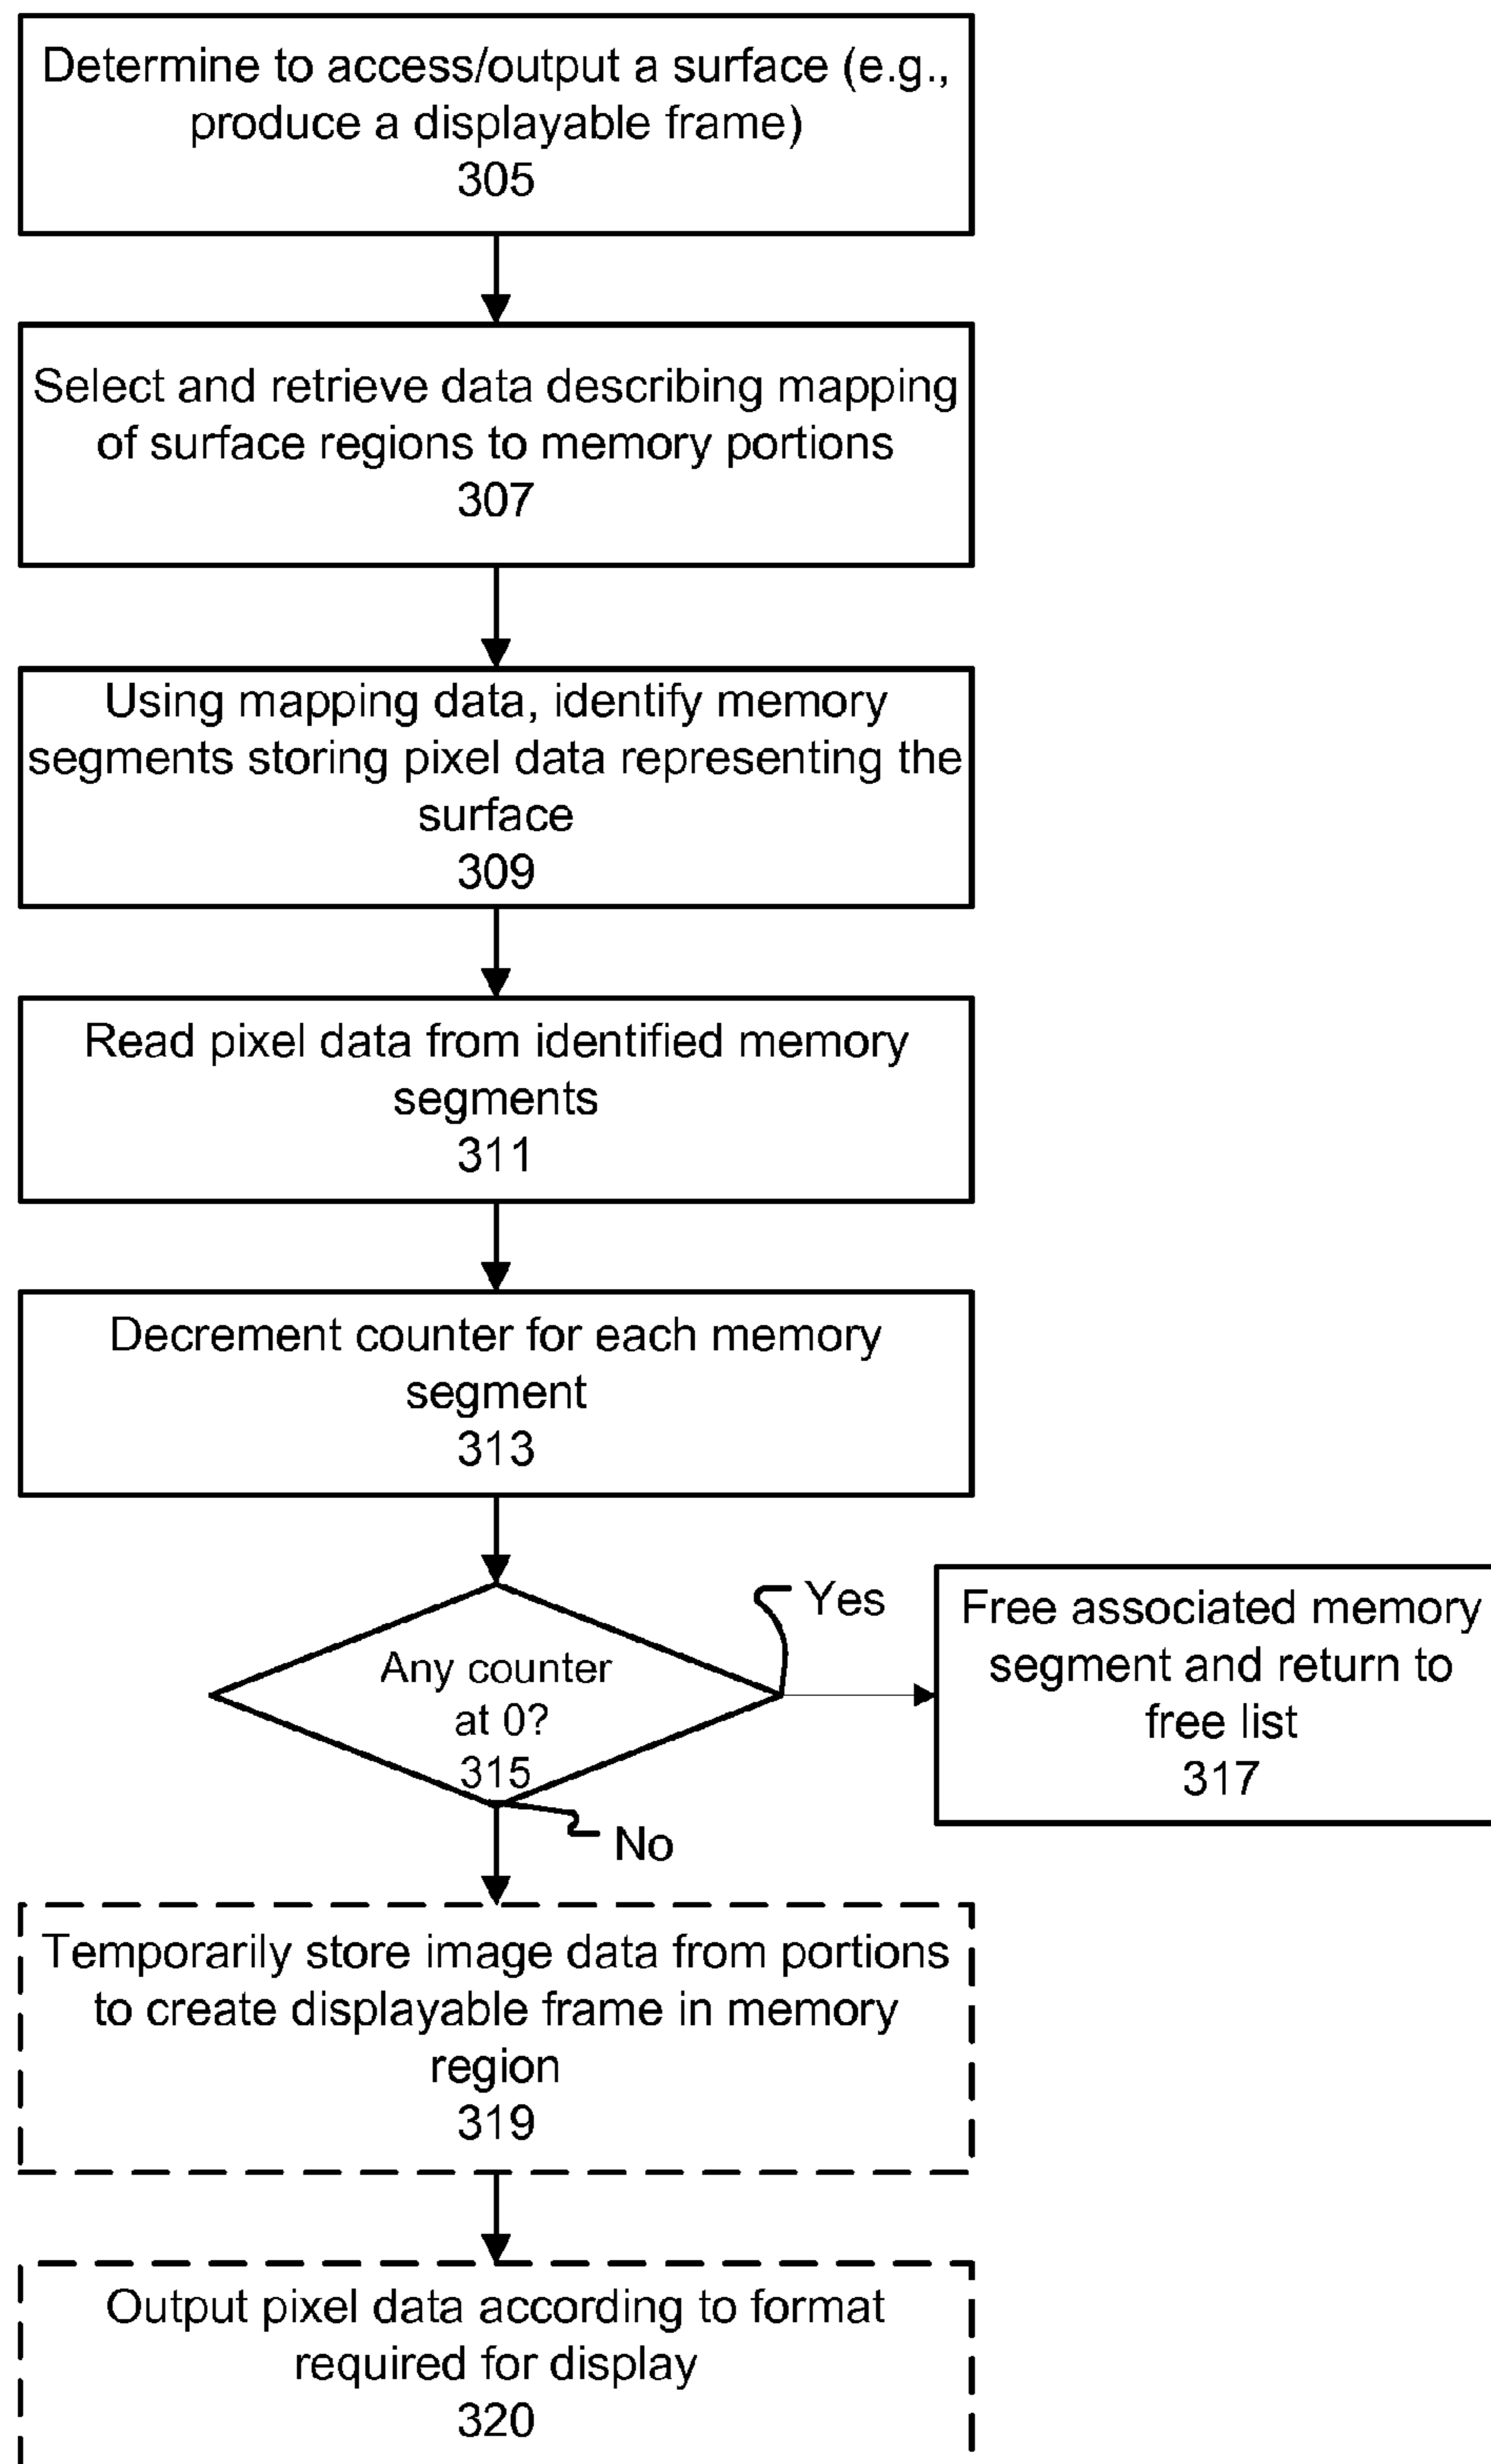 Determine to access/output a surface (e.g.,
produce a displayable frame)
305
Select and retrieve data describing mapping
of surface regions to memory portions
307
Using mapping data, identify memory
segments storing pixel data representing the
surface
309
Read pixel data from identified memory
segments
311
Decrement counter for each memory
segment
313
Any counter
at 0?
315
Yes
Free associated memory
segment and return to
free list
317
No
Temporarily store image data from portions
to create displayable frame in memory
region
319
Output pixel data according to format
required for display
320